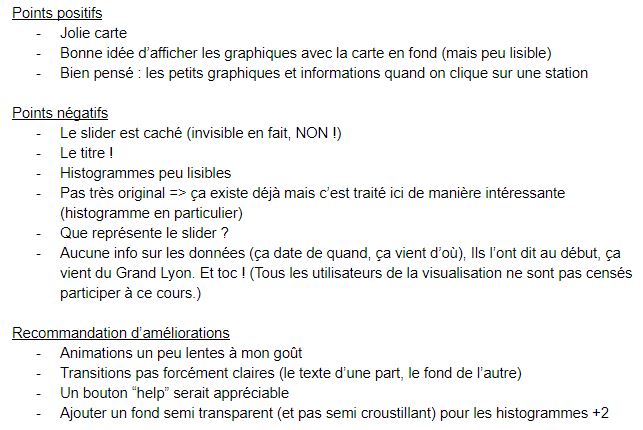 Points positifs
- Jolie carte
- Bonne idée d'afficher les graphiques avec la carte en fond (mais peu lisible)
- Bien pensé : les petits graphiques et informations quand on clique sur une station
Points négatifs
- Le slider est caché (invisible en fait, NON !)
- Le titre !
- Histogrammes peu lisibles
- Pas très original => ça existe déjà mais c'est traité ici de manière intéressante
(histogramme en particulier)
- Que représente le slider ?
- Aucune info sur les données (ça date de quand, ça vient d'où), Ils l'ont dit au début, ça
vient du Grand Lyon. Et toc ! (Tous les utilisateurs de la visualisation ne sont pas censés
participer à ce cours.)
Recommandation d'améliorations
- Animations un peu lentes à mon goût
- Transitions pas forcément claires (le texte d'une part, le fond de l'autre)
- Un bouton “help” serait appréciable
- Ajouter un fond semi transparent (et pas semi croustillant) pour les histogrammes +2